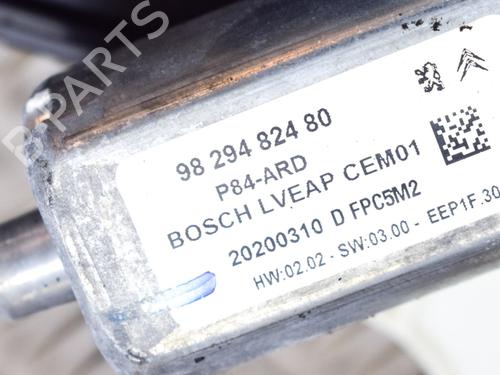 B-PARTS
98 294 824 80
P84-ARD
BOSCH LVEAP CEM01
20200310 D FPC5M2
HW:02.02 - SW:03.00 - EEP1F.30